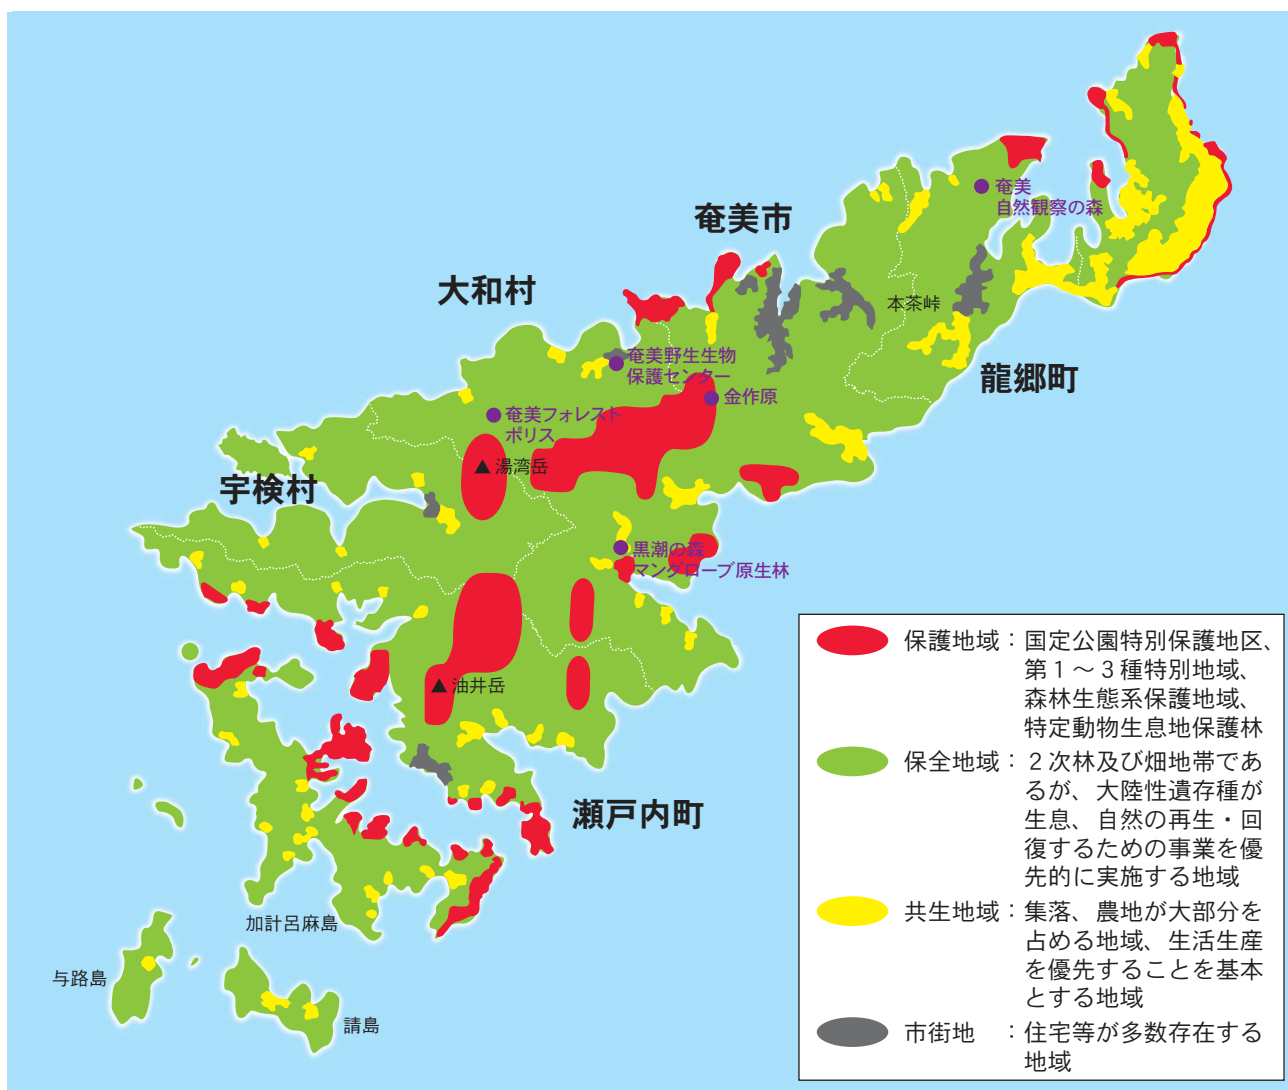 奄美
自然観察の森
奄美市
大和村
本茶峠
奄美野生生物
保護センター
龍郷町
金作原
奄美フォレスト
ポリス
湯湾岳
宇検村
黒潮の森
マングローブ原生林
油井岳
瀬戸内町
加計呂麻島
与路島
請島
保護地域：国定公園特別保護地区、
第１～３種特別地域、
森林生態系保護地域、
特定動物生息地保護林
保全地域：２次林及び畑地帯であ
るが、大陸性遺存種が
生息、自然の再生・回
復するための事業を優
先的に実施する地域
共生地域：集落、農地が大部分を
占める地域、生活生産
を優先することを基本
とする地域
市街地　：住宅等が多数存在する
地域